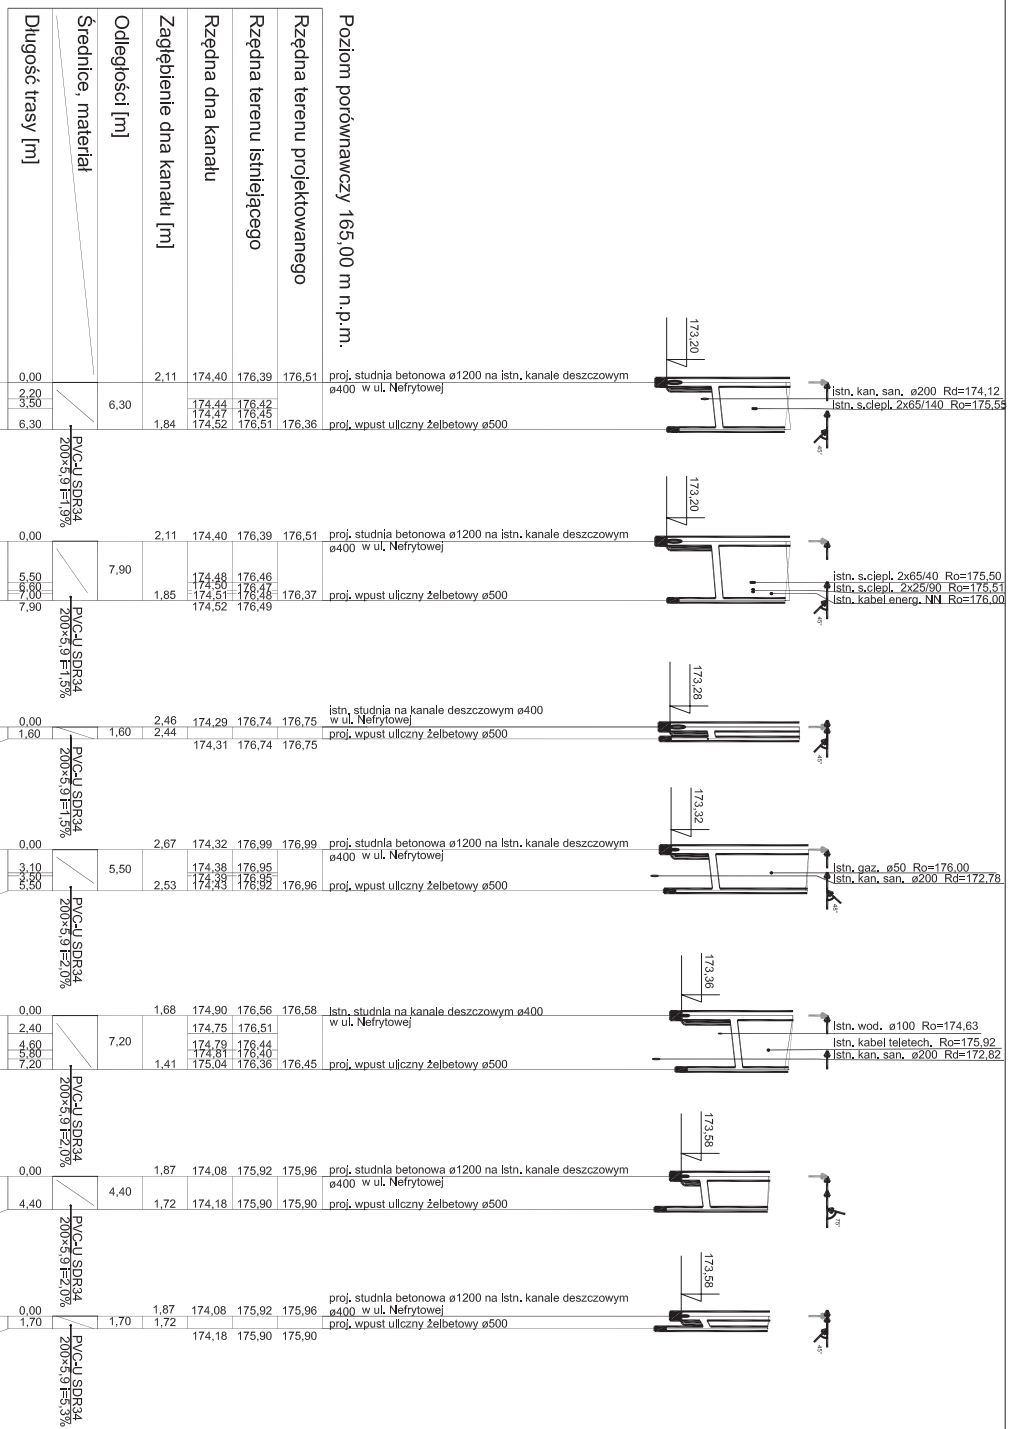 Poziom porównawczy 165,00 m n.p.m.
Rzędna terenu projektowanego
Rzędna terenu istniejącego
Rzędna dna kanału
Zagłębienie dna kanału [m]
Odległości [m]
Średnice, materiał
Długość trasy [m]
173,20
istn. kan. san. ø200 Rd=174,12
istn. s.ciepl. 2x65/140 Ro=175,55
45°
0,00 2,11 174,40 176,39 176,51 proj. studnia betonowa ø1200 na istn. kanale deszczowym
ø400 w ul. Nefrytowej
2,20
3,50 6,30 174,44 176,42
174,47 176,45
6,30 1,84 174,52 176,51 176,36 proj. wpust uliczny żelbetowy ø500
PVC-U SDR34
200×5,9 i=1,9%
173,20
0,00 2,11 174,40 176,39 176,51 proj. studnia betonowa ø1200 na istn. kanale deszczowym
ø400 w ul. Nefrytowej
7,90
5,50 174,48 176,46 istn. s.ciepl. 2x65/40 Ro=175,50
6,60 174,50 176,47 istn. s.ciepl. 2x25/90 Ro=175,51
7,00 1,85 174,51 176,48 176,37 proj. wpust uliczny żelbetowy ø500 istn. kabel energ. NN Ro=176,00
7,90 174,52 176,49
45°
PVC-U SDR34
200×5,9 i=1,5%
173,28
istn. studnia na kanale deszczowym ø400
0,00 2,46 174,29 176,74 176,75 w ul. Nefrytowej
1,60 1,60 2,44 proj. wpust uliczny żelbetowy ø500
174,31 176,74 176,75
45°
PVC-U SDR34
200×5,9 i=1,5%
173,32
0,00 2,67 174,32 176,99 176,99 proj. studnia betonowa ø1200 na istn. kanale deszczowym
ø400 w ul. Nefrytowej
3,10 5,50 174,38 176,95 istn. gaz. ø50 Ro=176,00
3,50 174,39 176,95 istn. kan. san. ø200 Rd=172,78
5,50 2,53 174,43 176,92 176,96 proj. wpust uliczny żelbetowy ø500
45°
PVC-U SDR34
200×5,9 i=2,0%
173,36
0,00 1,68 174,90 176,56 176,58 istn. studnia na kanale deszczowym ø400
w ul. Nefrytowej
2,40 7,20 174,75 176,51 istn. wod. ø100 Ro=174,63
4,60 174,79 176,44 istn. kabel teletech. Ro=175,92
5,80 174,81 176,40 istn. kan. san. ø200 Rd=172,82
7,20 1,41 175,04 176,36 176,45 proj. wpust uliczny żelbetowy ø500
PVC-U SDR34
200×5,9 i=2,0%
173,58
0,00 1,87 174,08 175,92 175,96 proj. studnia betonowa ø1200 na istn. kanale deszczowym
ø400 w ul. Nefrytowej
4,40
4,40 1,72 174,18 175,90 175,90 proj. wpust uliczny żelbetowy ø500
75°
PVC-U SDR34
200×5,9 i=2,0%
173,58
proj. studnia betonowa ø1200 na istn. kanale deszczowym
0,00 1,87 174,08 175,92 175,96 ø400 w ul. Nefrytowej
1,70 1,70 1,72 proj. wpust uliczny żelbetowy ø500
174,18 175,90 175,90
45°
PVC-U SDR34
200×5,9 i=5,3%